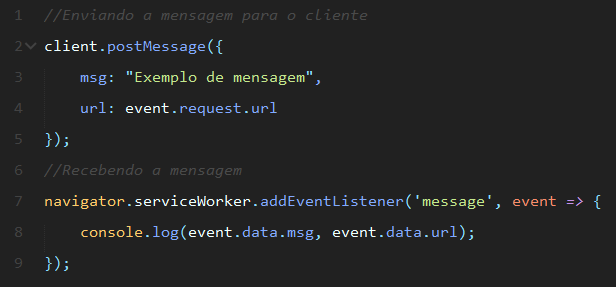 1 //Enviando a mensagem para o cliente
2 client.postMessage({
3 msg: "Exemplo de mensagem",
4 url: event.request.url
5 });
6 //Recebendo a mensagem
7 navigator.serviceWorker.addEventListener('message', event => {
8 console.log(event.data.msg, event.data.url);
9 });